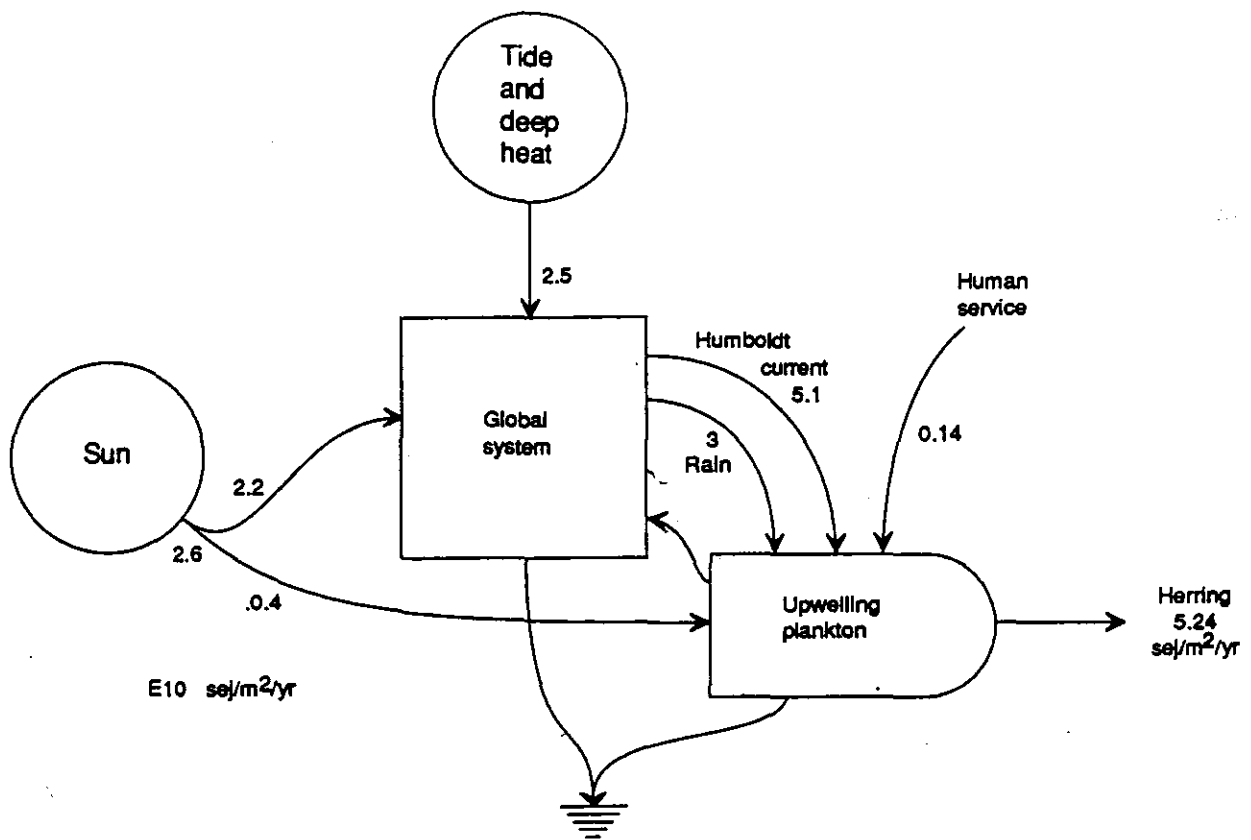 Tide
and
deep
heat
2.5
Human
service
Humboldt
current
5.1
0.14
Global
system
3
Rain
Sun
2.2
2.6
.0.4
Upwelling
plankton
Herring
5.24
sej/m²/yr
E10 sej/m²/yr